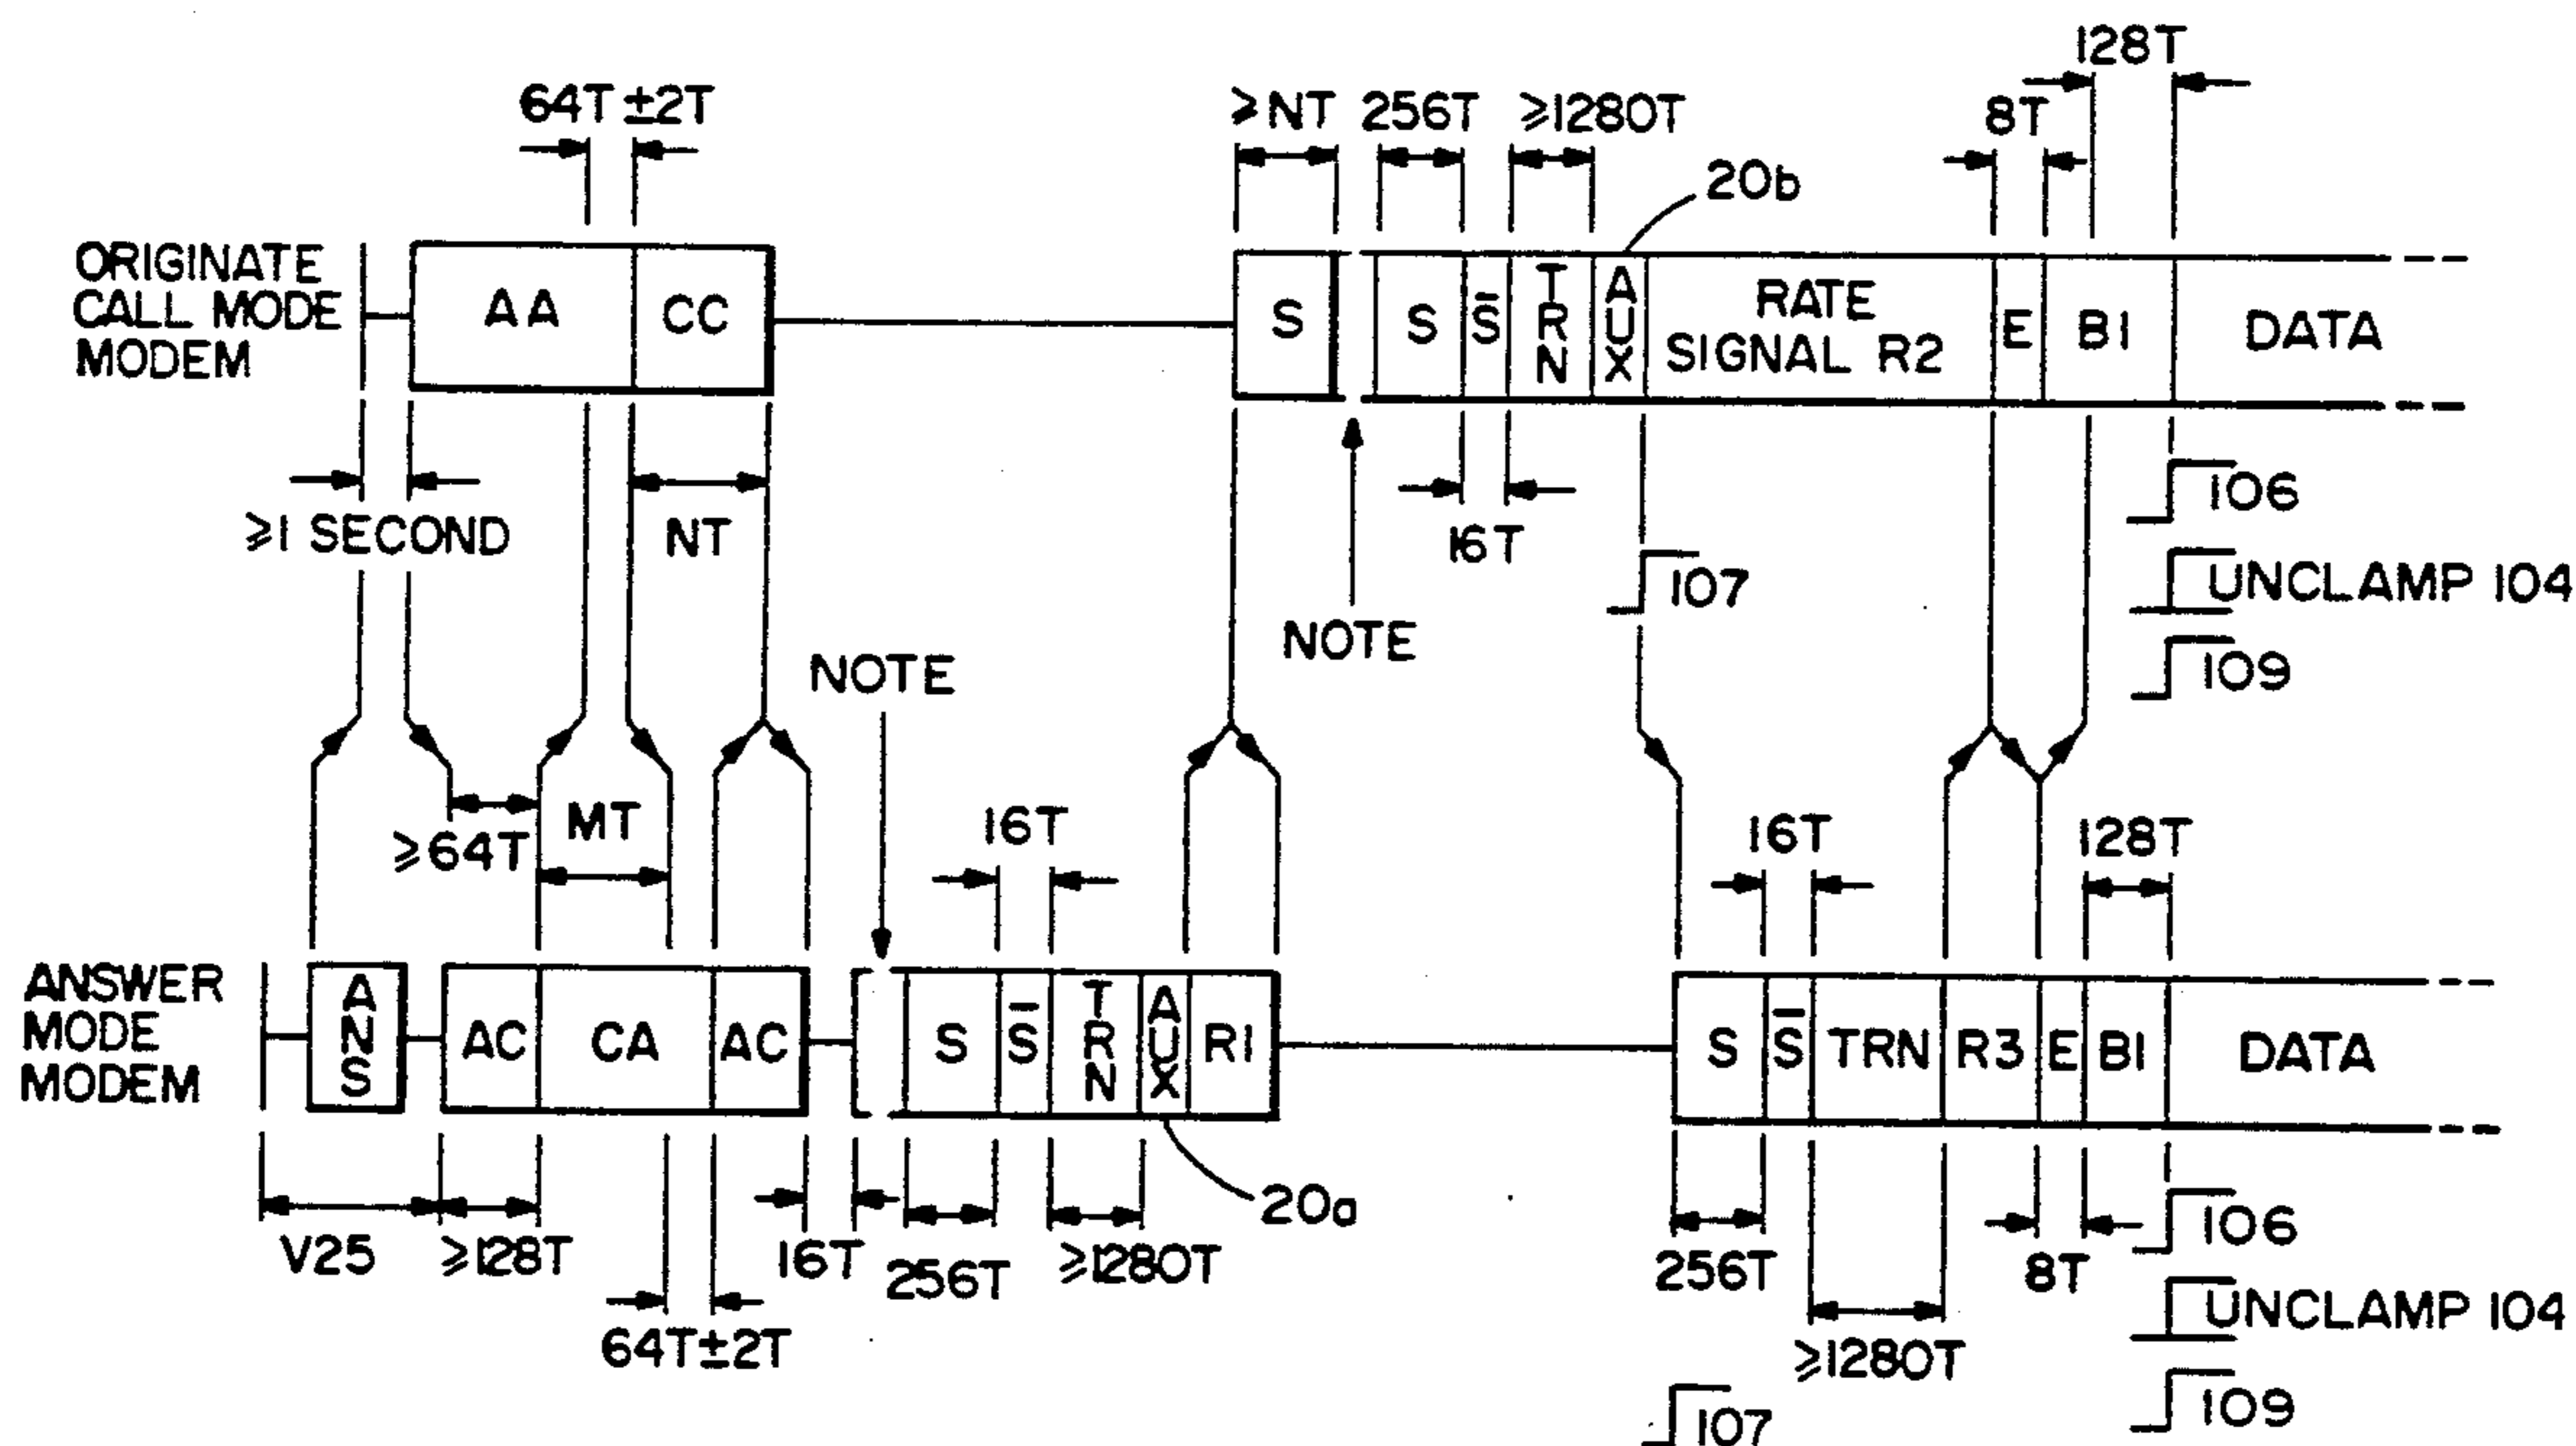 128T
64T ±2T
≥NT 256T ≥1280T
8T
20b
ORIGINATE
CALL MODE
MODEM
AA CC
S S S̄ TRN AUX RATE
SIGNAL R2 E B1 DATA
≥1 SECOND
NT
16T
106
107
UNCLAMP 104
NOTE
NOTE
109
≥64T
MT
16T
16T
128T
ANSWER
MODE
MODEM
ANS AC CA AC S S̄ TRN AUX R1
S S̄ TRN R3 E B1 DATA
20a
V25 ≥128T
16T
256T
≥1280T
256T
8T
106
64T±2T
≥1280T
UNCLAMP 104
107
109